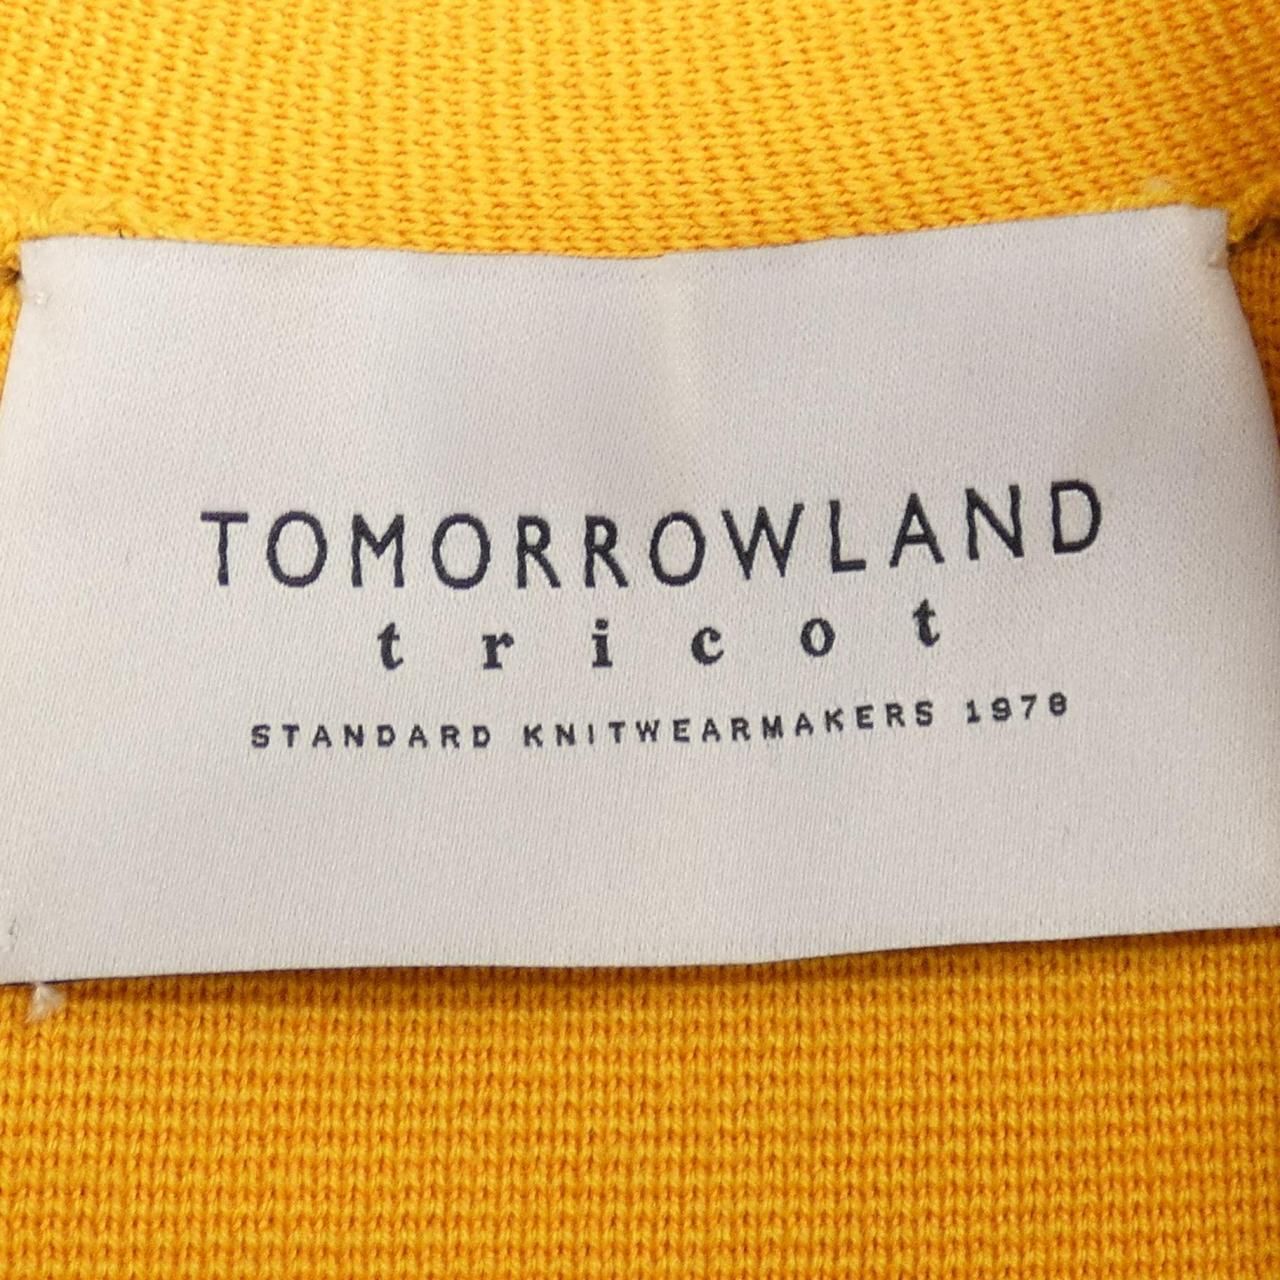 TOMORROWLAND
tricot
STANDARD KNITWEARMAKERS 1978